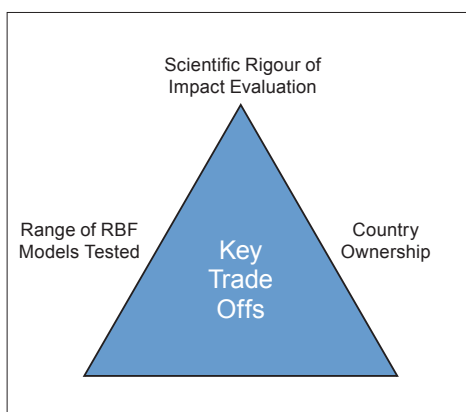 Scientific Rigour of
Impact Evaluation
Range of RBF
Models Tested
Key
Trade
Offs
Country
Ownership